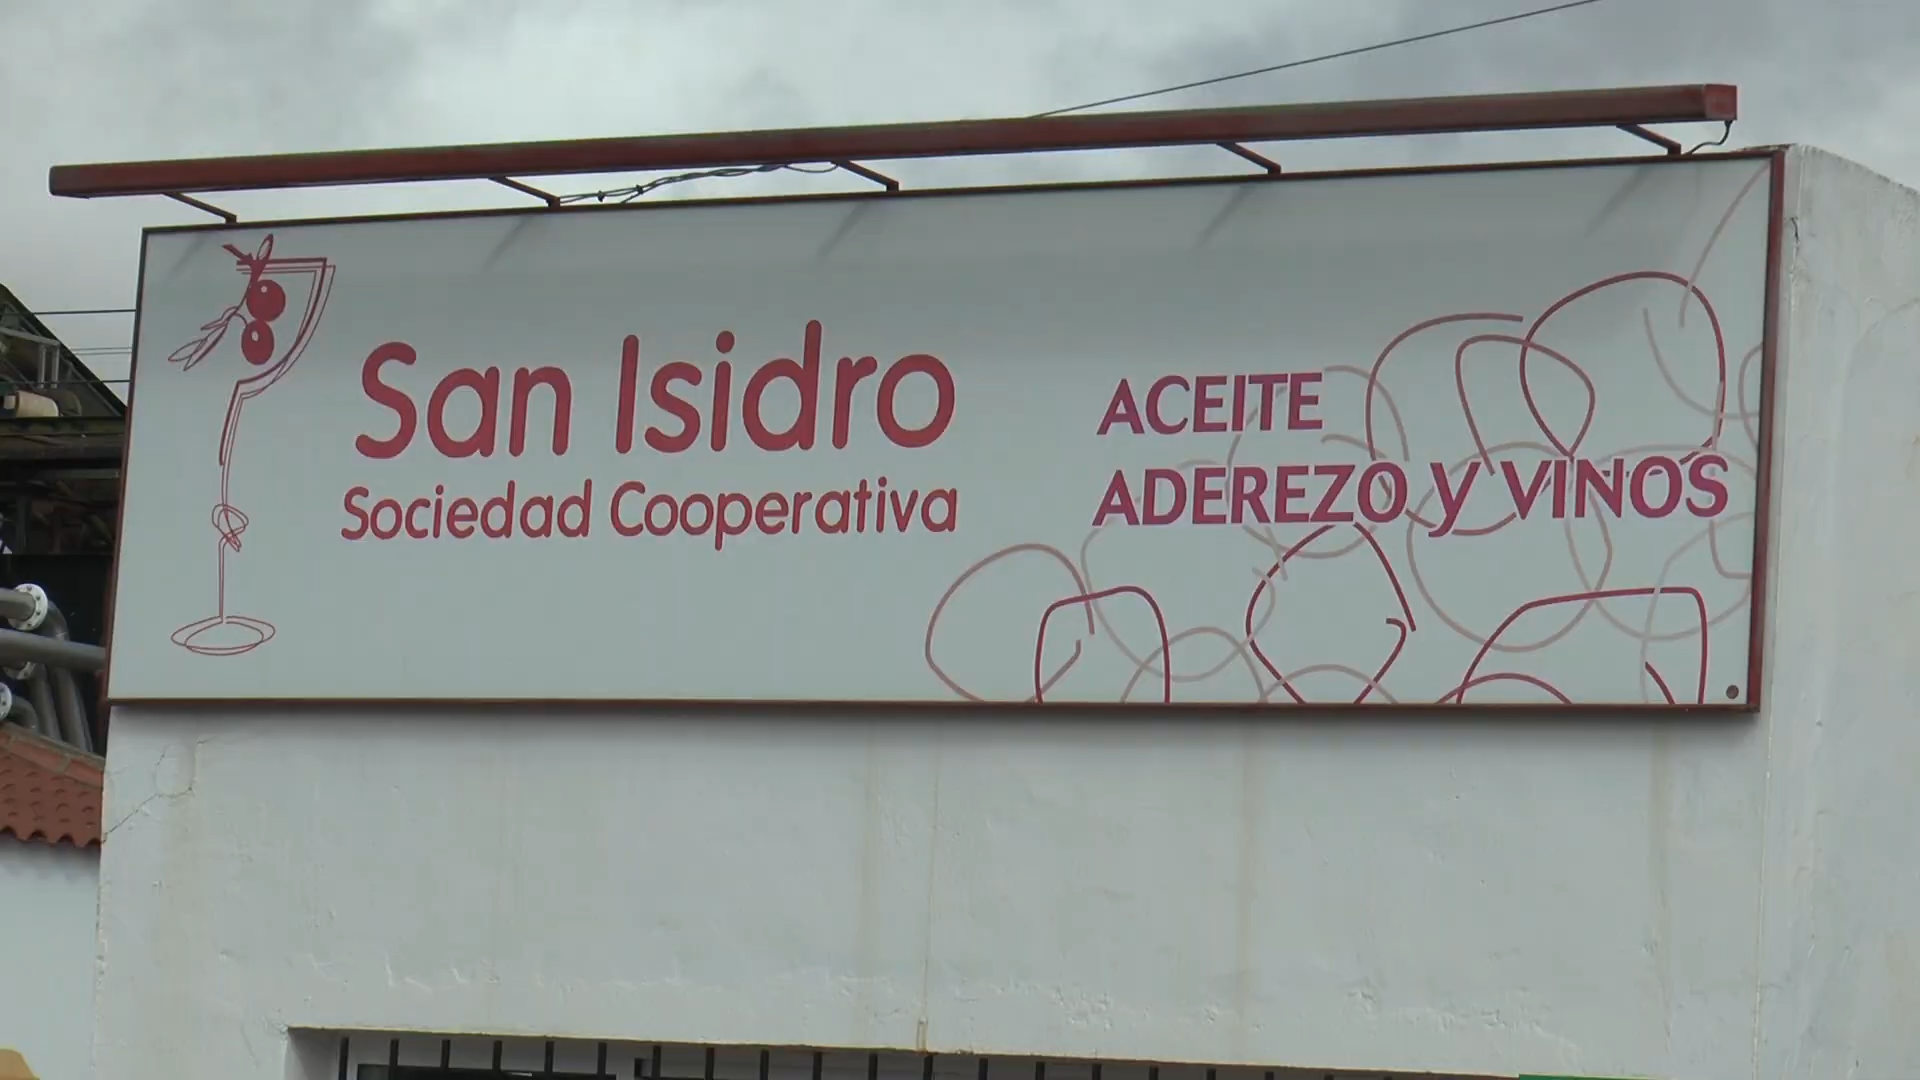 San Isidro
Sociedad Cooperativa
ACEITE
ADEREZO y VINOS